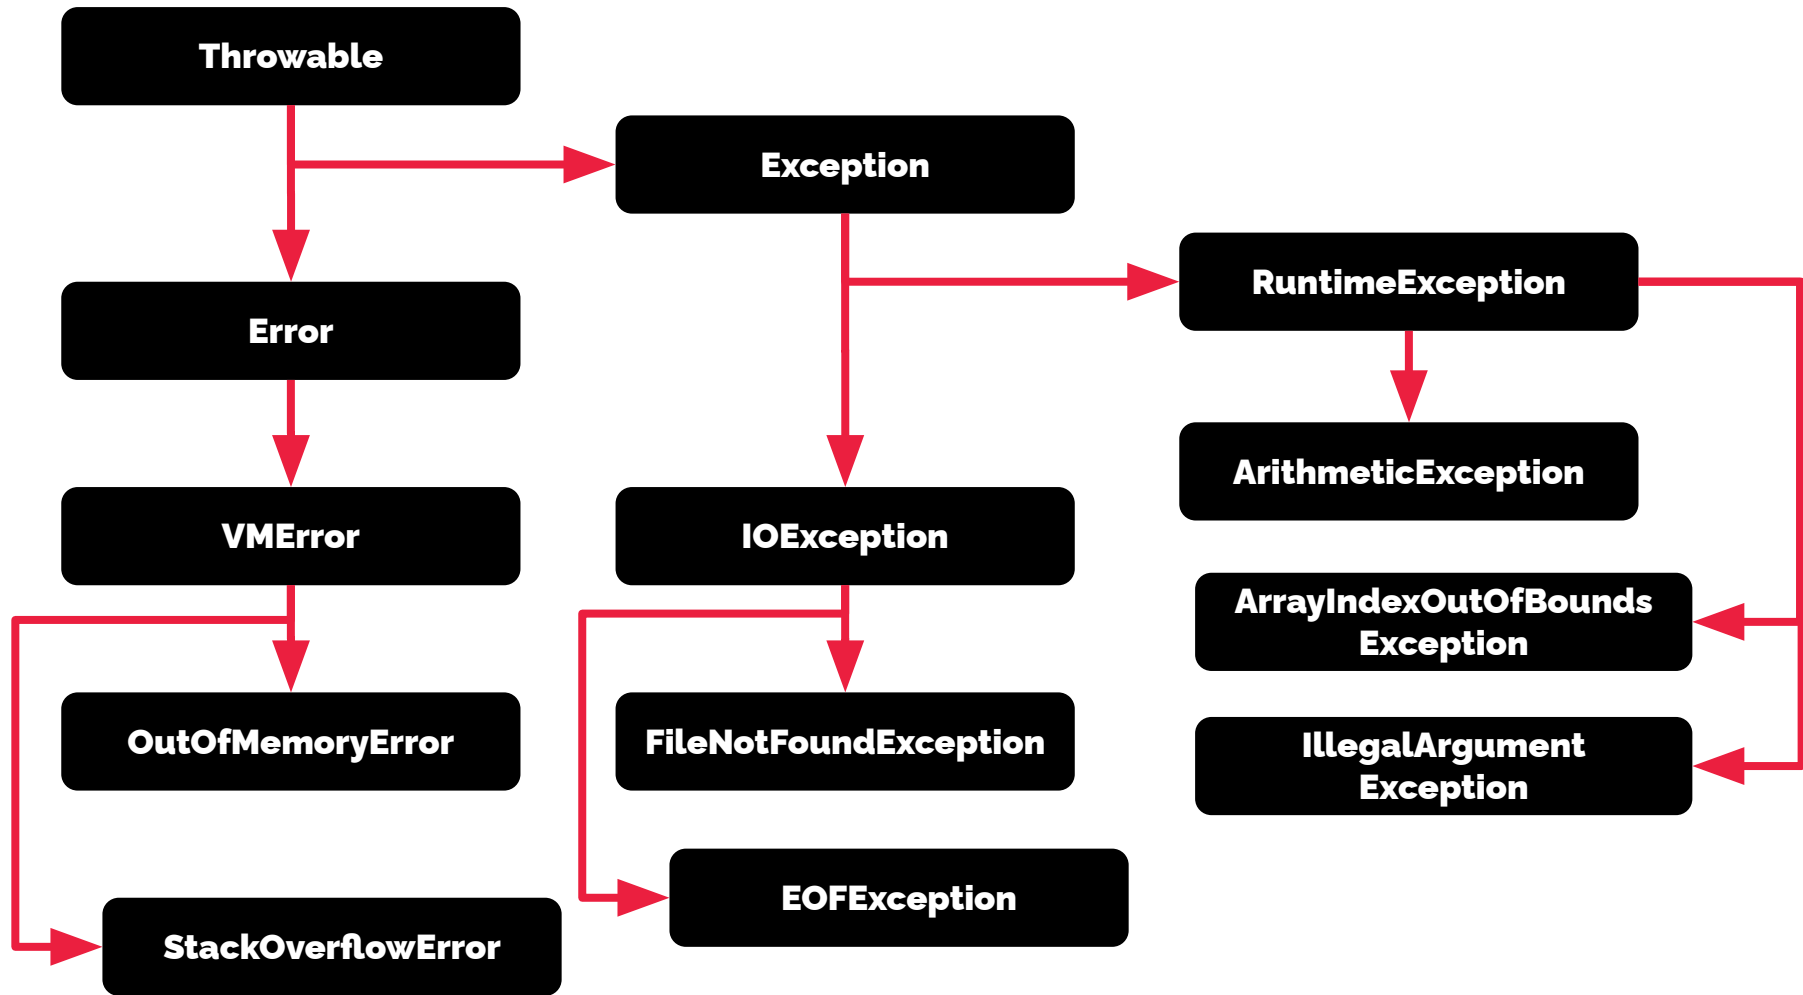 Throwable
Exception
RuntimeException
Error
ArithmeticException
VMError
IOException
ArrayIndexOutOfBounds
Exception
OutOfMemoryError
FileNotFoundException
IllegalArgument
Exception
EOFException
StackOverflowError